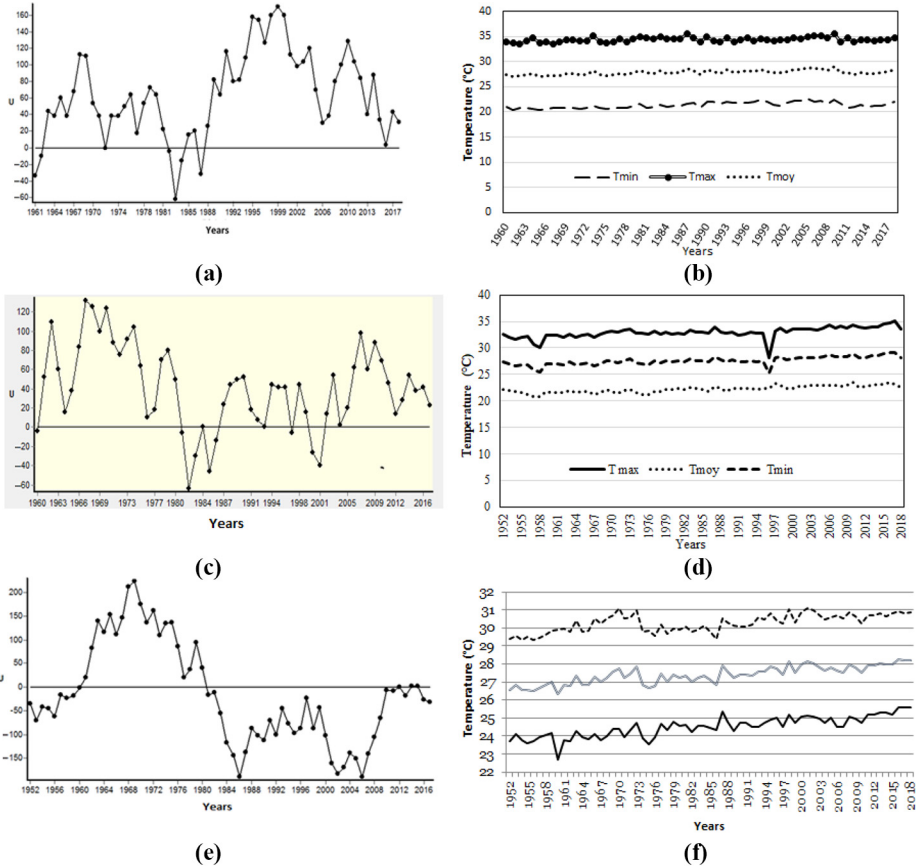 160
140
120
100
80
60
40
20
0
−20
−40
−60
U
1961 1964 1967 1970 1974 1978 1981 1985 1988 1992 1995 1999 2002 2006 2010 2013 2017
Years
(a)
40
35
30
25
20
15
10
5
0
Temperature (°C)
Tmin Tmax Tmoy
1960 1963 1966 1969 1972 1975 1978 1981 1984 1987 1990 1993 1996 1999 2002 2005 2008 2011 2014 2017
Years
(b)
120
100
80
60
40
20
0
−20
−40
−60
U
1960 1963 1966 1969 1973 1977 1980 1984 1987 1991 1994 1998 2001 2005 2009 2012 2016
Years
(c)
40
35
30
25
20
15
10
5
0
Temperature (°C)
T max Tmoy Tmin
1952 1955 1958 1961 1964 1967 1970 1973 1976 1979 1982 1985 1988 1991 1994 1997 2000 2003 2006 2009 2012 2015 2018
Years
(d)
200
150
100
50
0
−50
−100
−150
1952 1956 1960 1964 1968 1972 1976 1980 1984 1988 1992 1996 2000 2004 2008 2012 2016
Years
(e)
32
31
30
29
28
27
26
25
24
23
22
Temperature (°C)
1952 1955 1958 1961 1964 1967 1970 1973 1976 1979 1982 1985 1988 1991 1994 1997 2000 2003 2006 2009 2012 2015 2018
Years
(f)